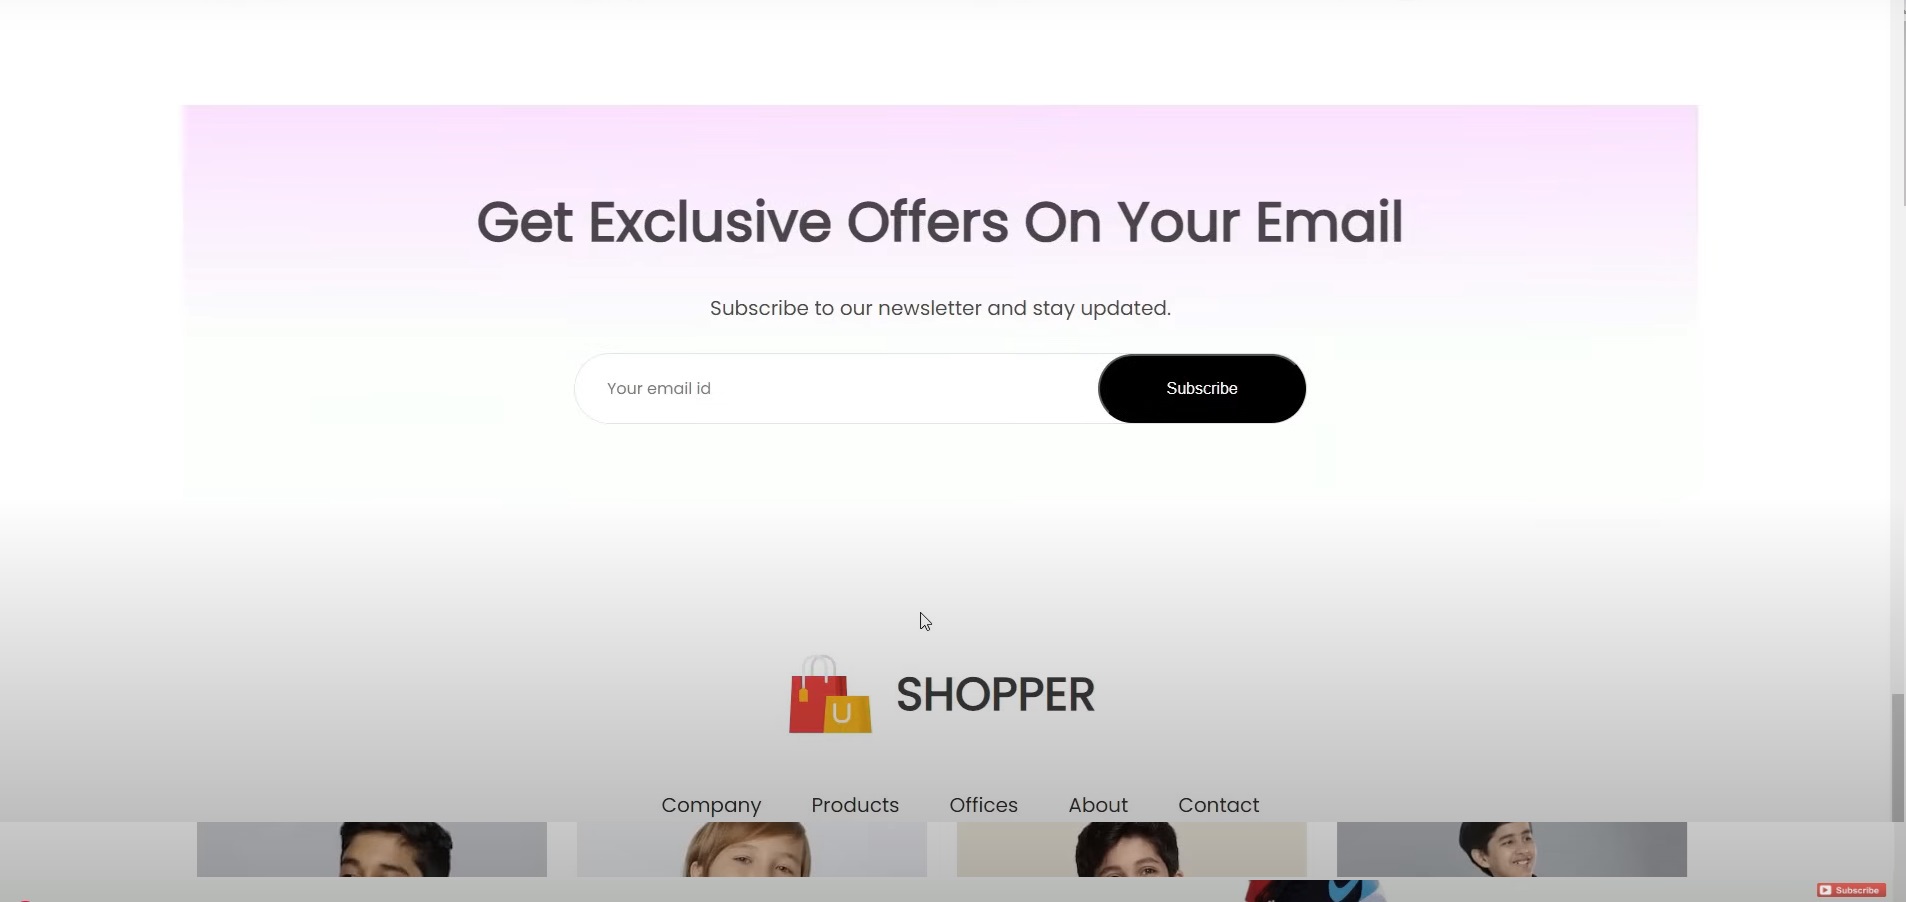 Get Exclusive Offers On Your Email
Subscribe to our newsletter and stay updated.
Your email id Subscribe
U SHOPPER
Company Products Offices About Contact
Subscribe